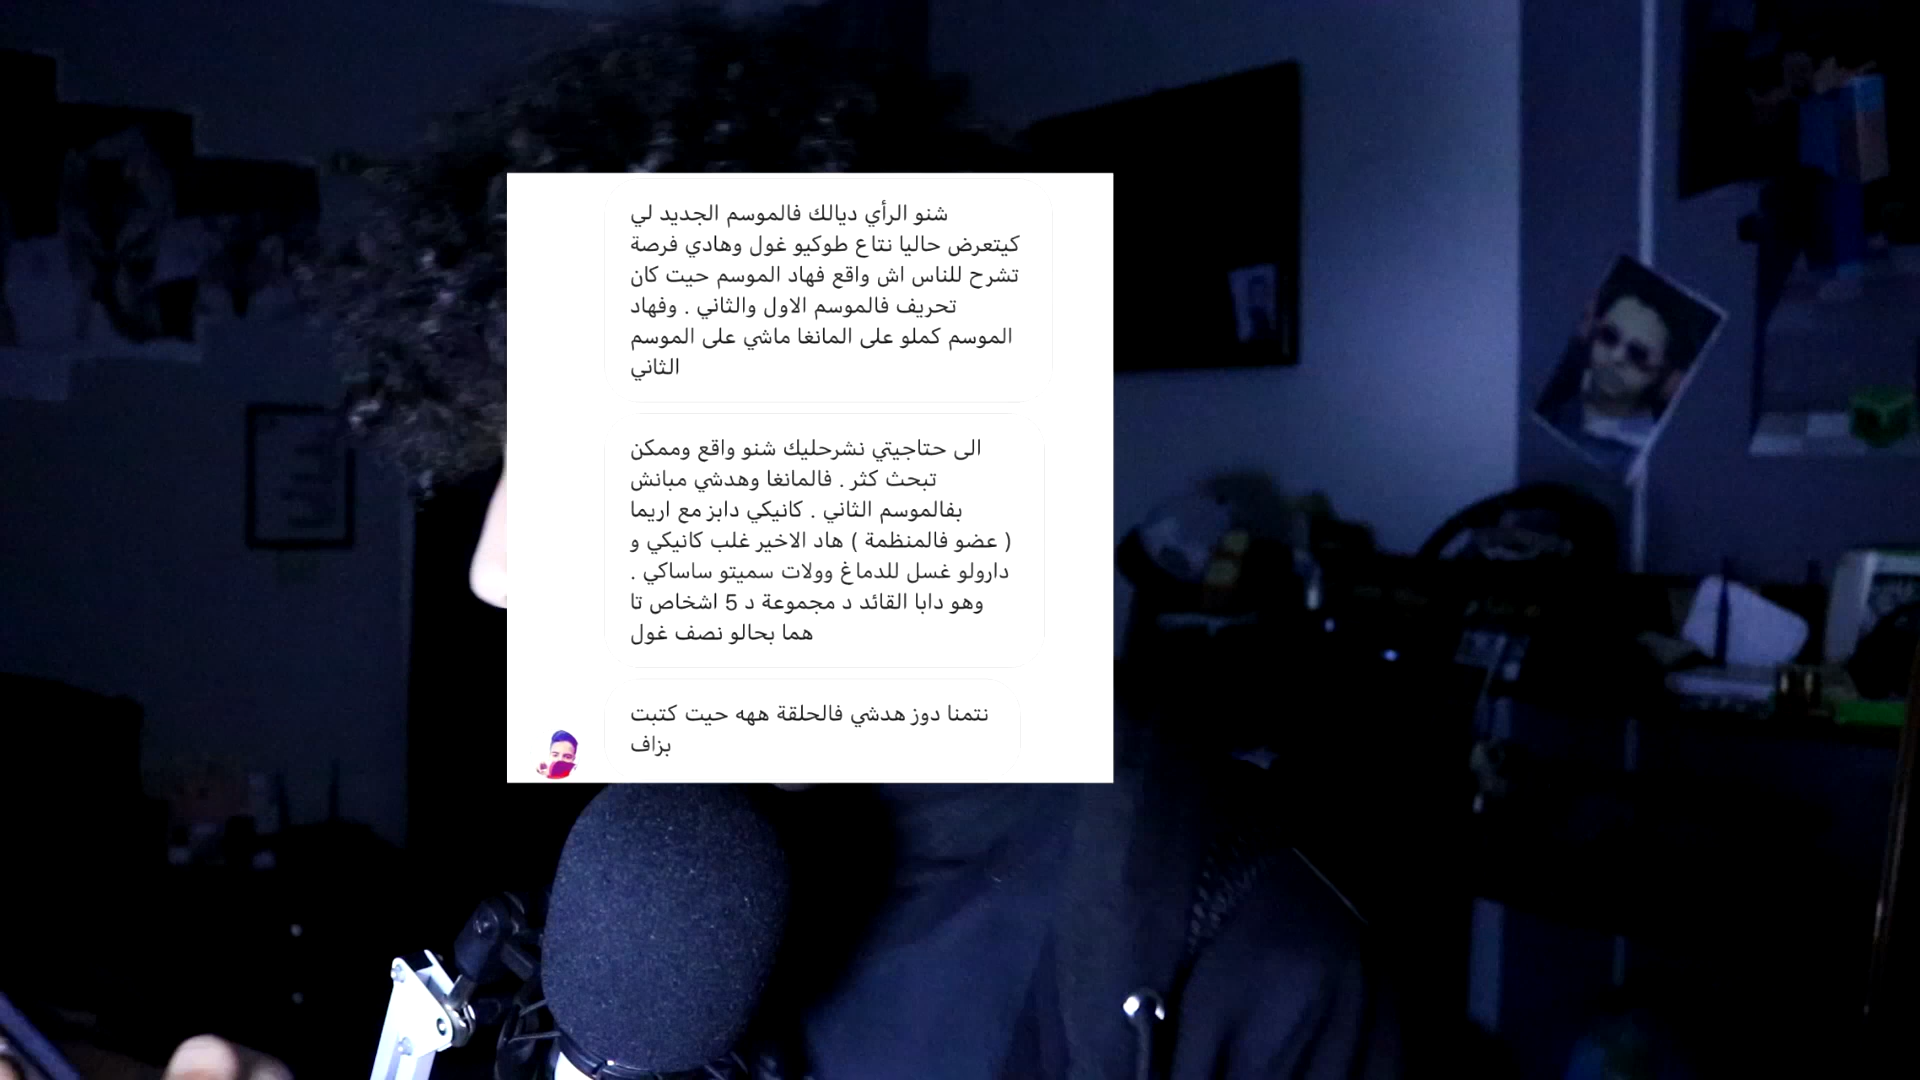 شنو الرأي ديالك فالموسم الجديد لي
كيتعرض حاليا نتاع طوكيو غول وهادي فرصة
تشرح للناس اش واقع فهاد الموسم حيت كان
تحريف فالموسم الاول والثاني . وفهاد
الموسم كملو على المانغا ماشي على الموسم
الثاني
الى حتاجيتي نشرحليك شنو واقع وممكن
تبحث كثر . فالمانغا وهدشي مبانش
بفالموسم الثاني . كانيكي دابز مع اريما
( عضو فالمنظمة ) هاد الاخير غلب كانيكي و
دارولو غسل للدماغ وولات سميتو ساساكي .
وهو دابا القائد د مجموعة د 5 اشخاص تا
هما بحالو نصف غول
نتمنا دوز هدشي فالحلقة ههه حيت كتبت
بزاف